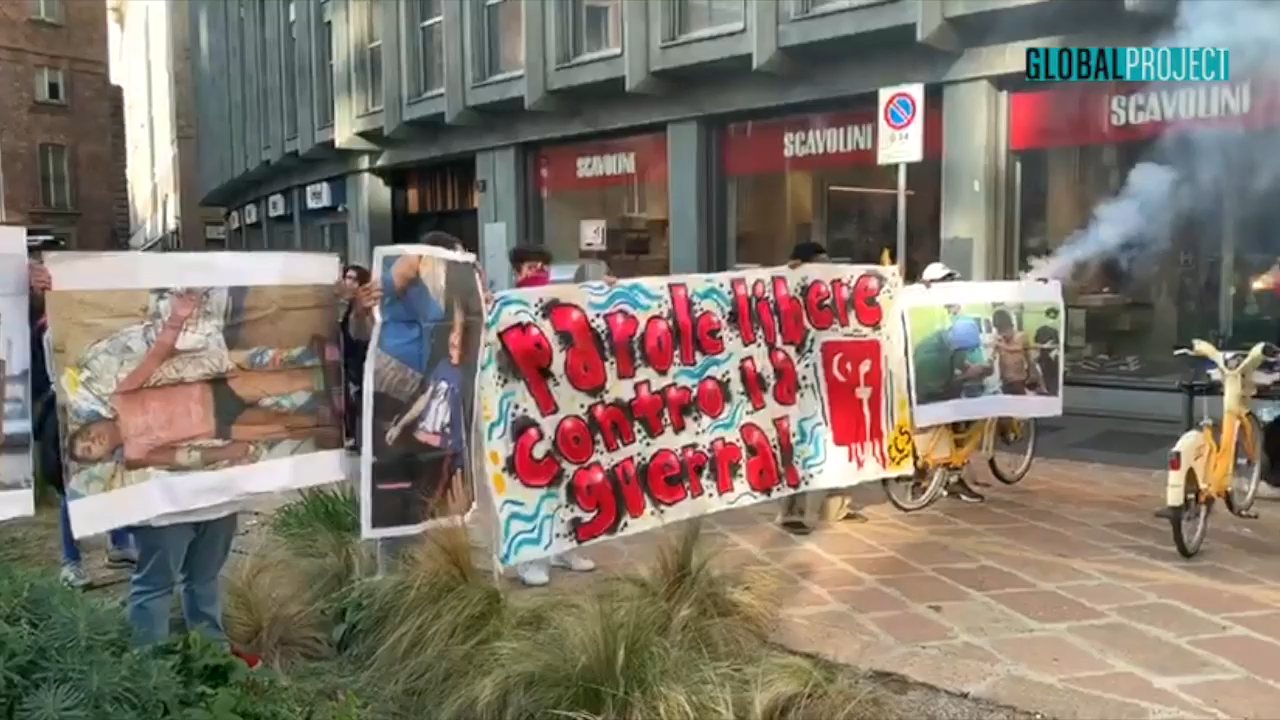 GLOBALPROJECT
SCAVOLINI
SCAVOLINI
SCAVOLINI
parole libere
contro la
guerra!
f